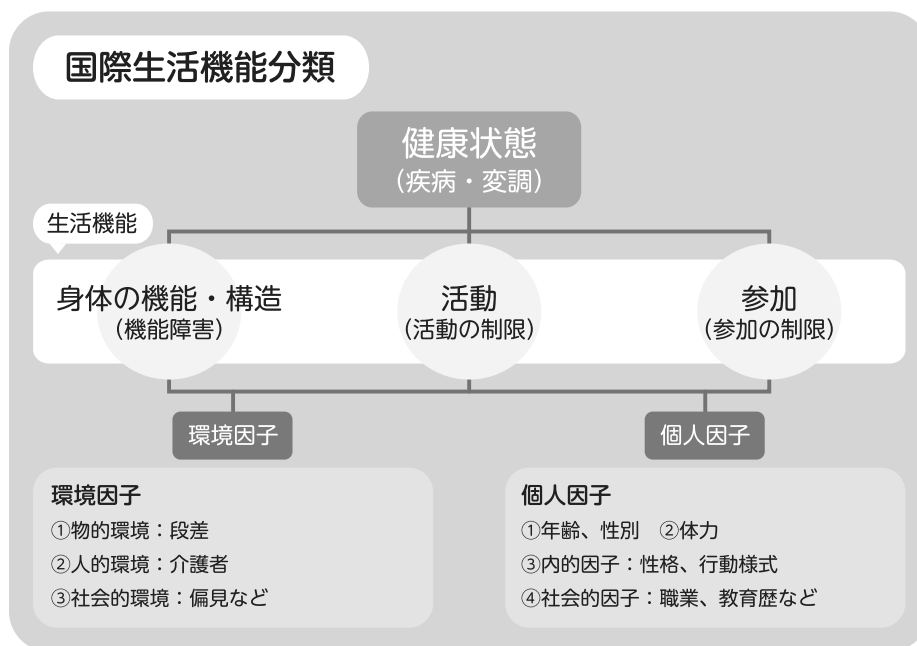 国際生活機能分類
健康状態
（疾病・変調）
生活機能
身体の機能・構造
（機能障害）
活動
（活動の制限）
参加
（参加の制限）
環境因子
個人因子
環境因子
①物的環境：段差
②人的環境：介護者
③社会的環境：偏見など
個人因子
①年齢、性別　②体力
③内的因子：性格、行動様式
④社会的因子：職業、教育歴など